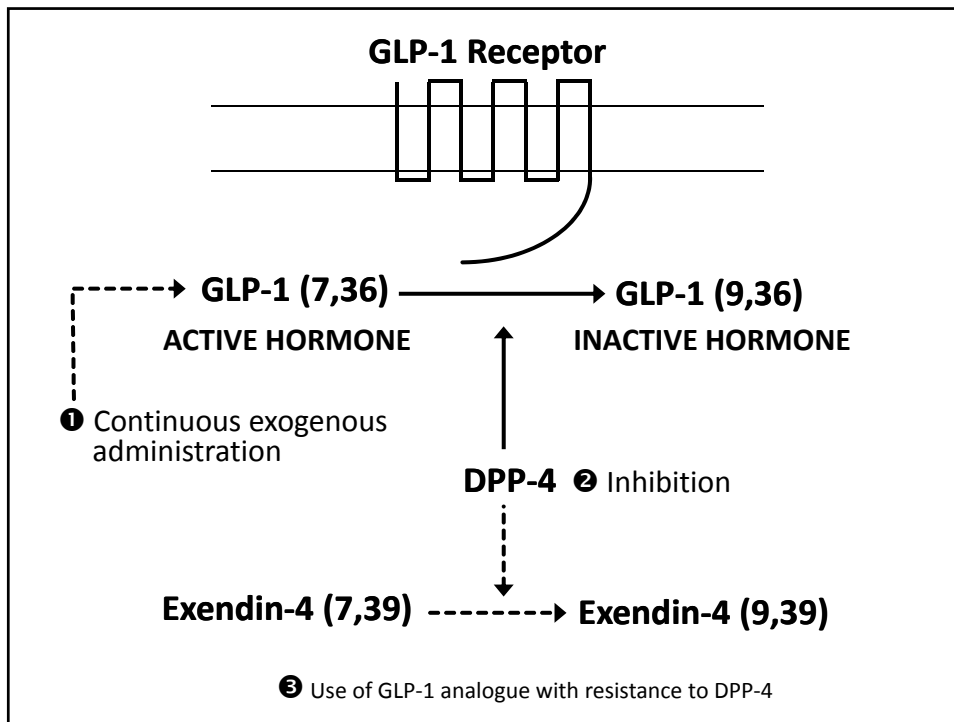 GLP-1 Receptor
GLP-1 (7,36)
GLP-1 (9,36)
ACTIVE HORMONE
INACTIVE HORMONE
❶ Continuous exogenous
administration
DPP-4 ❷ Inhibition
Exendin-4 (7,39)
Exendin-4 (9,39)
❸ Use of GLP-1 analogue with resistance to DPP-4